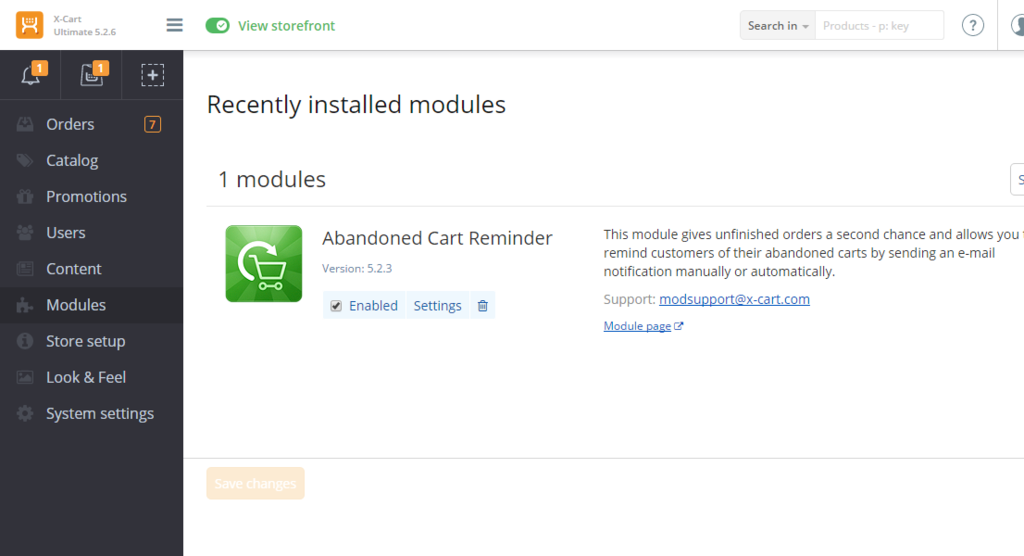 X-Cart
Ultimate 5.2.6
View storefront
Search in
Products - p: key
?
1
1
Orders
7
Catalog
Promotions
Users
Content
Modules
Store setup
Look & Feel
System settings
Recently installed modules
1 modules
S
Abandoned Cart Reminder
Version: 5.2.3
Enabled
Settings
This module gives unfinished orders a second chance and allows you
remind customers of their abandoned carts by sending an e-mail
notification manually or automatically.
Support: modsupport@x-cart.com
Module page
Save changes